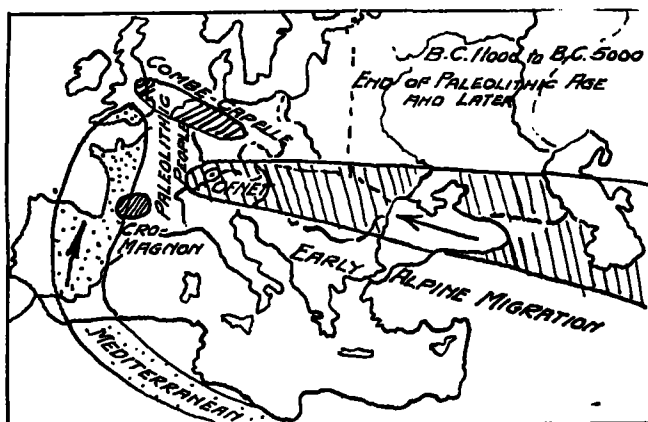 B.C. 11000 to B.C. 5000
END OF PALEOLITHIC AGE
AND LATER
COMBE-CAPALLE
PALEOLITHIC
PEOPLE
OFNET
CRO-
MAGNON
EARLY ALPINE MIGRATION
MEDITERRANEAN